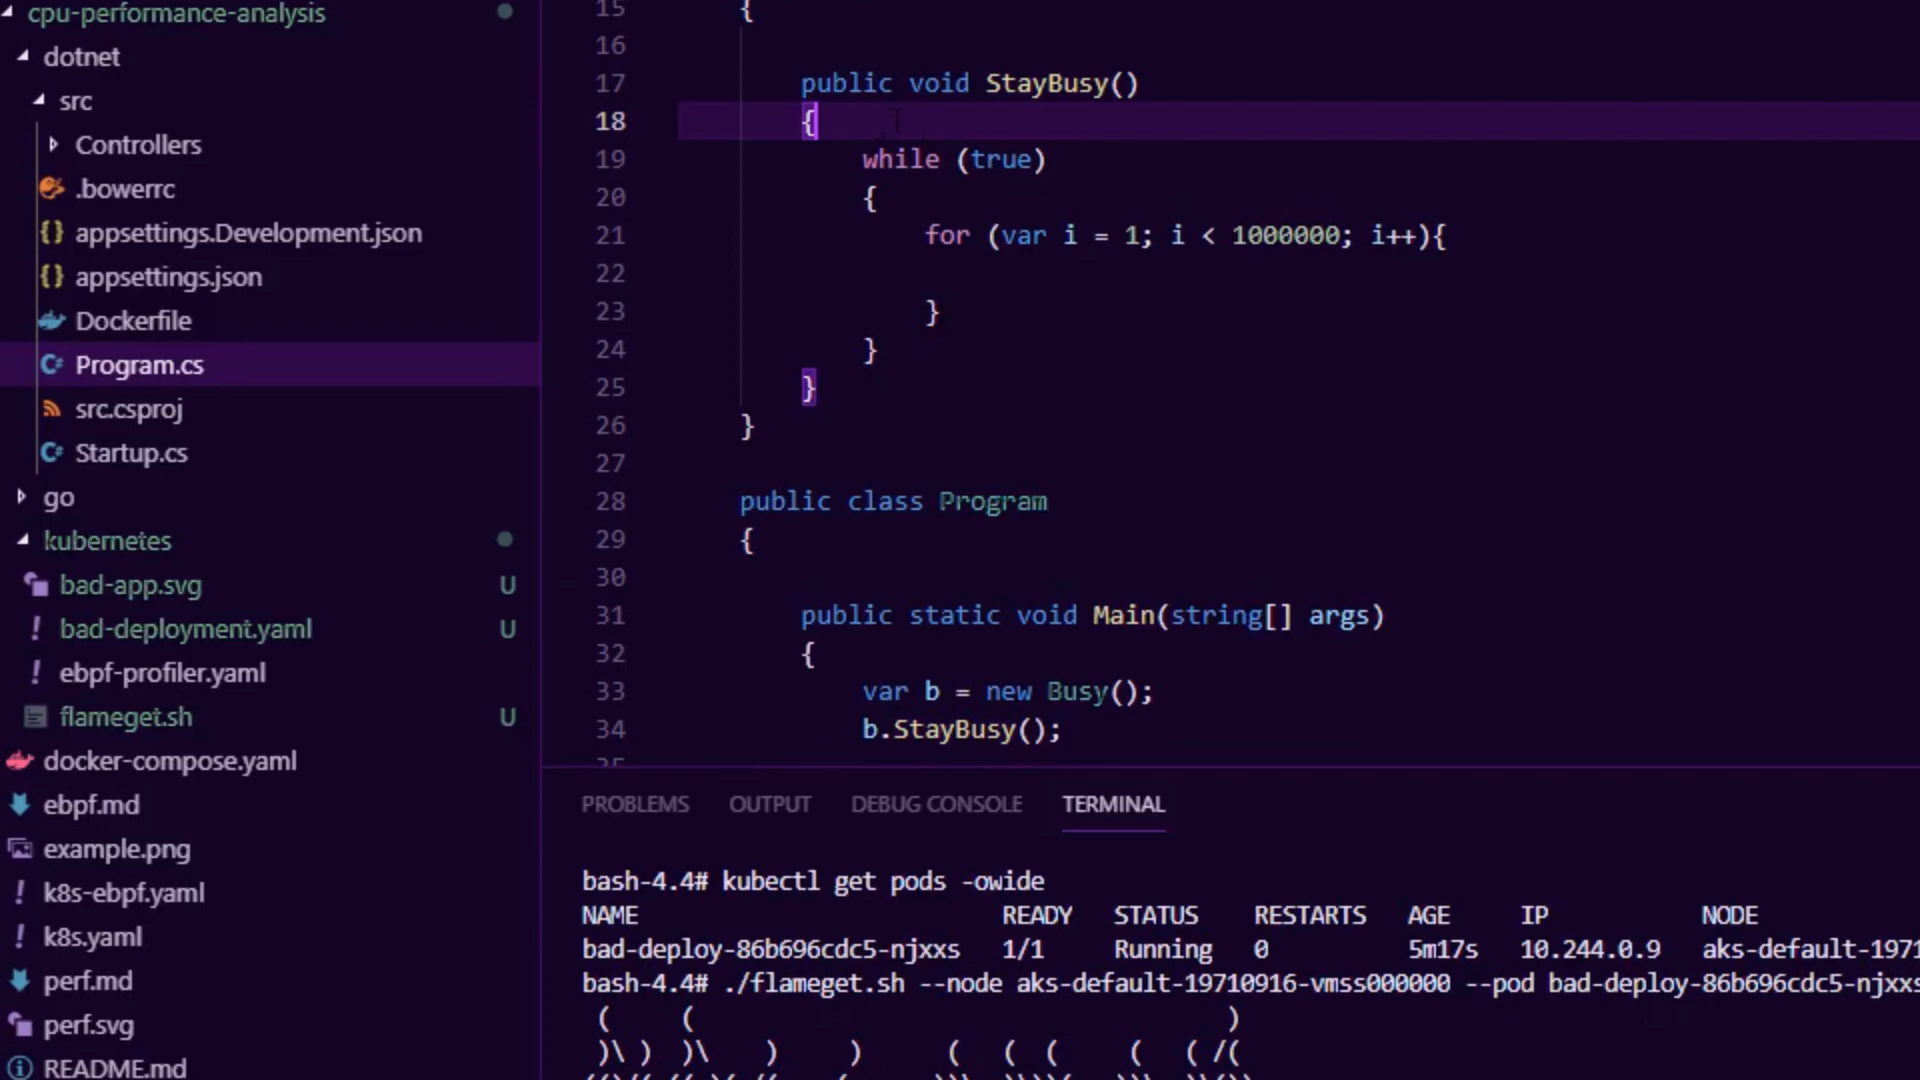 cpu-performance-analysis
dotnet
src
Controllers
.bowerrc
appsettings.Development.json
appsettings.json
Dockerfile
Program.cs
src.csproj
Startup.cs
go
kubernetes
bad-app.svg U
bad-deployment.yaml U
ebpf-profiler.yaml
flameget.sh U
docker-compose.yaml
ebpf.md
example.png
k8s-ebpf.yaml
k8s.yaml
perf.md
perf.svg
README.md
15 {
16
17 public void StayBusy()
18 {
19 while (true)
20 {
21 for (var i = 1; i < 1000000; i++){
22
23 }
24 }
25 }
26 }
27
28 public class Program
29 {
30
31 public static void Main(string[] args)
32 {
33 var b = new Busy();
34 b.StayBusy();
35
PROBLEMS OUTPUT DEBUG CONSOLE TERMINAL
bash-4.4# kubectl get pods -owide
NAME READY STATUS RESTARTS AGE IP NODE
bad-deploy-86b696cdc5-njxxs 1/1 Running 0 5m17s 10.244.0.9 aks-default-1971
bash-4.4# ./flameget.sh --node aks-default-19710916-vmss000000 --pod bad-deploy-86b696cdc5-njxxs
( ( )
)\ ) )\ ) ) ( ( ( ( ( /(